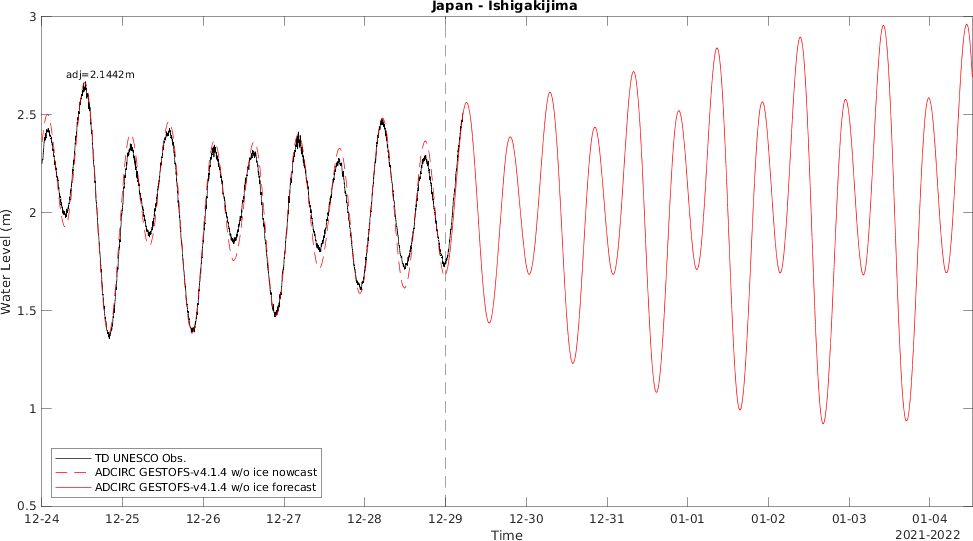 Japan - Ishigakijima
adj=2.1442m
3
2.5
2
1.5
1
0.5
Water Level (m)
TD UNESCO Obs.
ADCIRC GESTOFS-v4.1.4 w/o ice nowcast
ADCIRC GESTOFS-v4.1.4 w/o ice forecast
12-24 12-25 12-26 12-27 12-28 12-29 12-30 12-31 01-01 01-02 01-03 01-04
Time
2021-2022